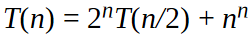 T(n) = 2ⁿT(n/2) + nⁿ